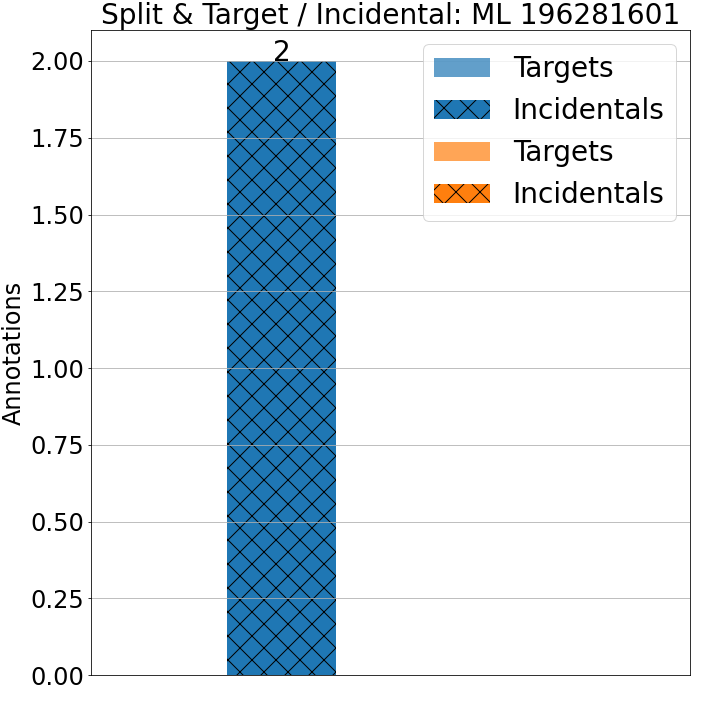 Split & Target / Incidental: ML 196281601
2
Targets
Incidentals
Targets
Incidentals
Annotations
2.00
1.75
1.50
1.25
1.00
0.75
0.50
0.25
0.00